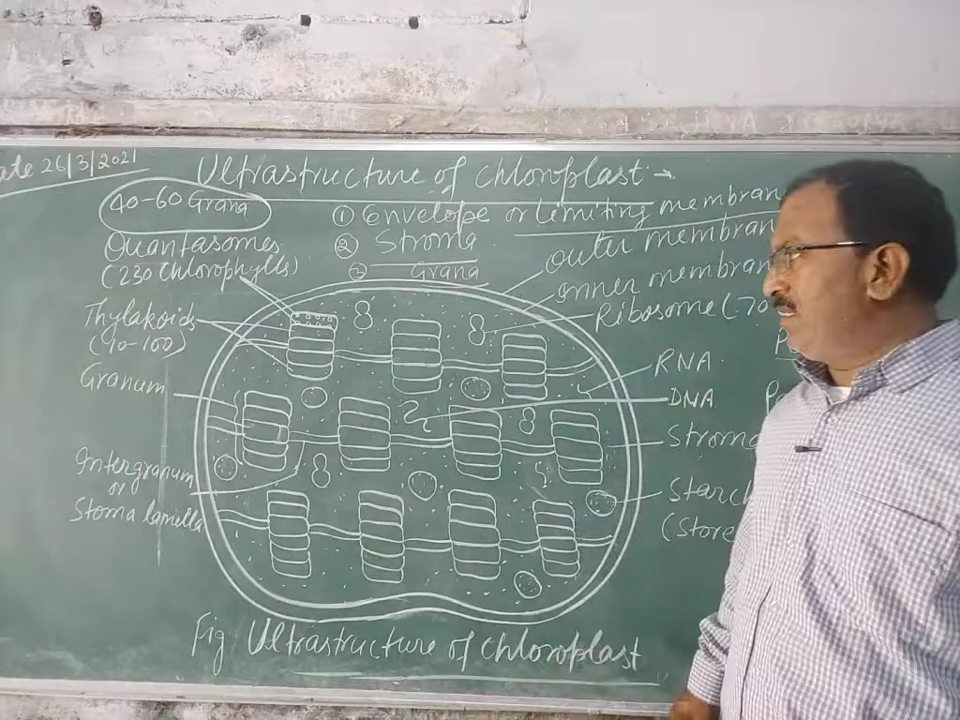 ate 26/3/2021
Ultrastructure of chloroplast →
40-60 Grana
① Envelope or limiting membran
② Stroma
③ Grana
Quantasomes
(230 chlorophylls)
Thylakoids
(40-100)
Granum
Intergranum
or
Stoma lamella
Outer membran
Inner membran
Ribosome (70
RNA
DNA
Stroma
Starch
(Store
Fig Ultrastructure of chloroplast